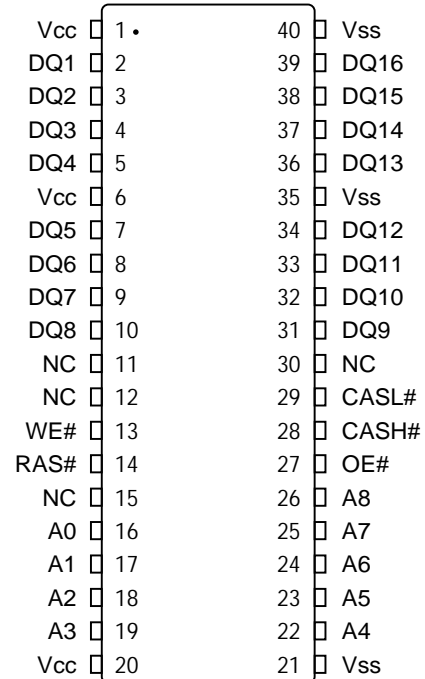 Vcc 1 40 Vss
DQ1 2 39 DQ16
DQ2 3 38 DQ15
DQ3 4 37 DQ14
DQ4 5 36 DQ13
Vcc 6 35 Vss
DQ5 7 34 DQ12
DQ6 8 33 DQ11
DQ7 9 32 DQ10
DQ8 10 31 DQ9
NC 11 30 NC
NC 12 29 CASL#
WE# 13 28 CASH#
RAS# 14 27 OE#
NC 15 26 A8
A0 16 25 A7
A1 17 24 A6
A2 18 23 A5
A3 19 22 A4
Vcc 20 21 Vss